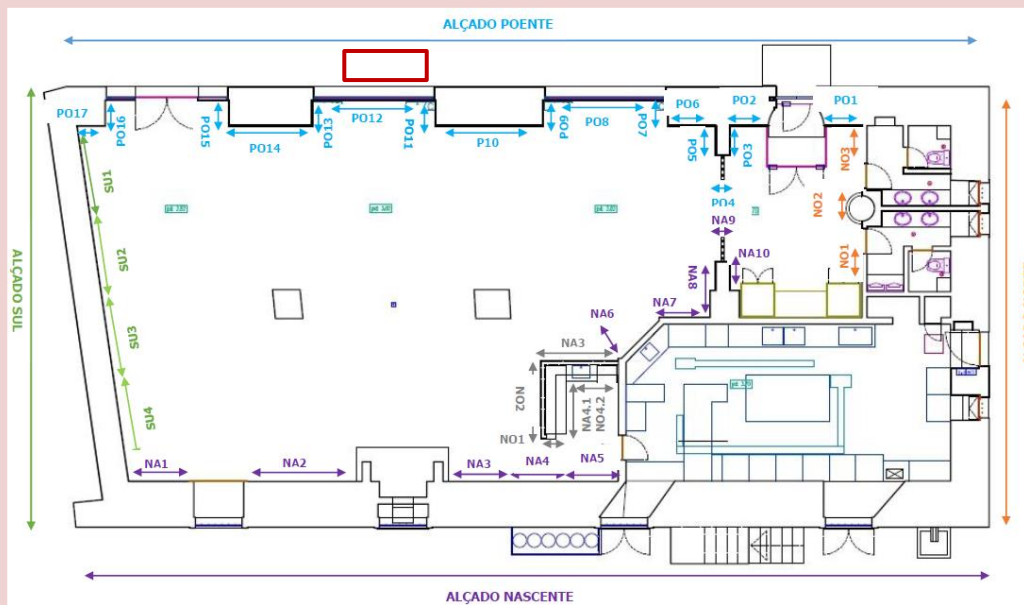 ALÇADO POENTE
PO17
PO16
PO15
PO14
PO13
PO12
PO11
P10
PO9
PO8
PO7
PO6
PO5
PO2
PO3
PO1
PO4
NO3
NO2
NO1
SU1
SU2
SU3
SU4
ALÇADO SUL
NA9
NA10
NA8
NA7
NA6
NA3
NO2
NA4.1
NO4.2
NO1
NA1
NA2
NA3
NA4
NA5
ALÇADO NASCENTE